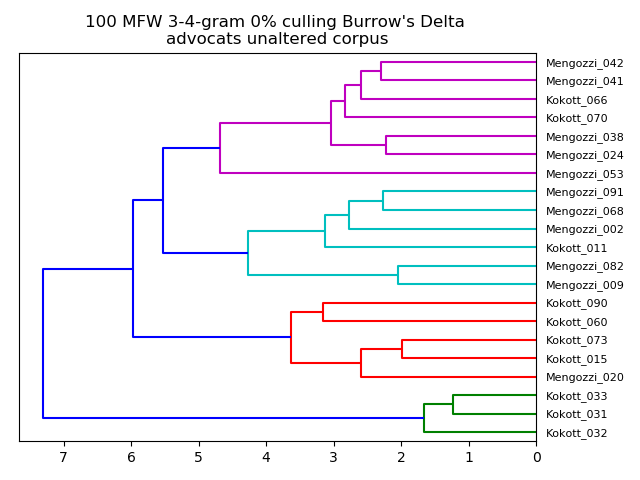 100 MFW 3-4-gram 0% culling Burrow's Delta
advocats unaltered corpus
Mengozzi_042
Mengozzi_041
Kokott_066
Kokott_070
Mengozzi_038
Mengozzi_024
Mengozzi_053
Mengozzi_091
Mengozzi_068
Mengozzi_002
Kokott_011
Mengozzi_082
Mengozzi_009
Kokott_090
Kokott_060
Kokott_073
Kokott_015
Mengozzi_020
Kokott_033
Kokott_031
Kokott_032
7 6 5 4 3 2 1 0